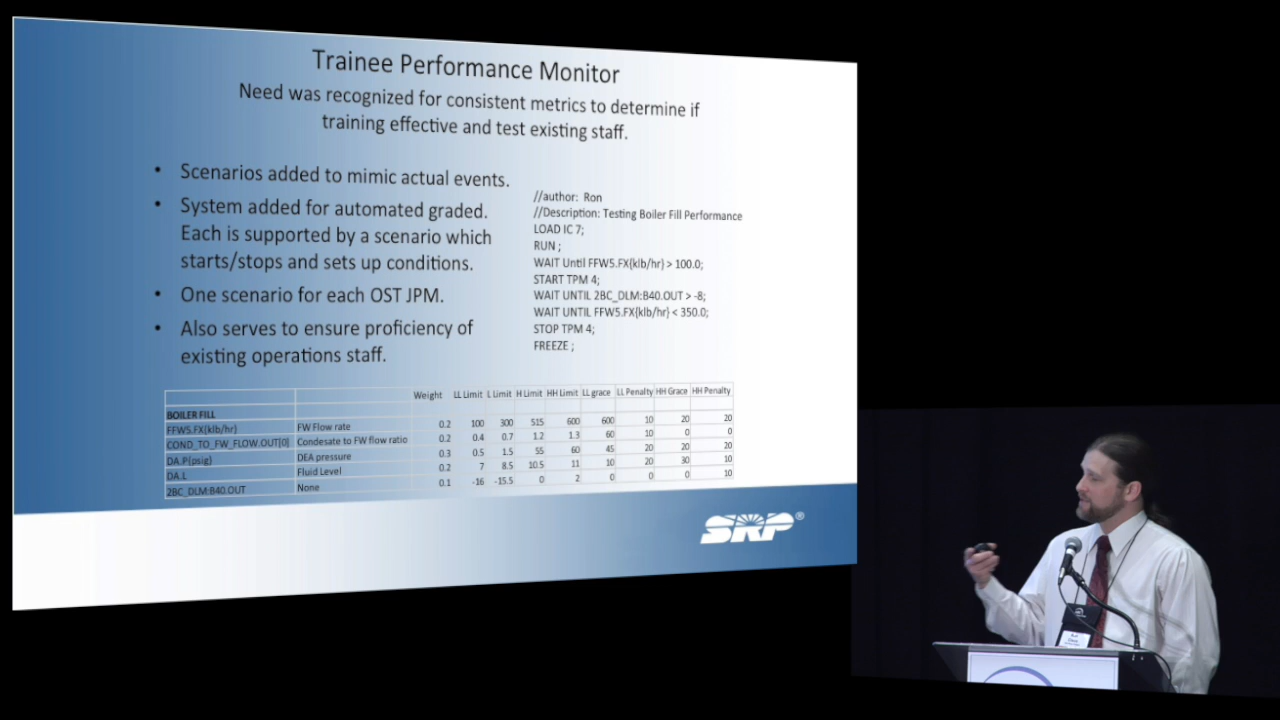 Trainee Performance Monitor
Need was recognized for consistent metrics to determine if
training effective and test existing staff.
• Scenarios added to mimic actual events.
• System added for automated graded.
Each is supported by a scenario which
starts/stops and sets up conditions.
• One scenario for each OST JPM.
• Also serves to ensure proficiency of
existing operations staff.
//author: Ron
//Description: Testing Boiler Fill Performance
LOAD IC 7;
RUN ;
WAIT Until FFW5.FX{klb/hr} > 100.0;
START TPM 4;
WAIT UNTIL 2BC_DLM:B40.OUT > -8;
WAIT UNTIL FFW5.FX{klb/hr} < 350.0;
STOP TPM 4;
FREEZE ;
Weight LL Limit L Limit H Limit HH Limit LL grace LL Penalty HH Grace HH Penalty
BOILER FILL
FFW5.FX{klb/hr} FW Flow rate 0.2 100 300 515 600 600 10 20 20
COND_TO_FW_FLOW.OUT[0] Condesate to FW flow ratio 0.2 0.4 0.7 1.2 1.3 60 10 0 0
DA.P{psig} DEA pressure 0.3 0.5 1.5 55 60 45 20 20 20
DA.L Fluid Level 0.2 7 8.5 10.5 11 10 20 30 10
2BC_DLM:B40.OUT None 0.1 -16 -15.5 0 2 0 0 0 10
SRP®